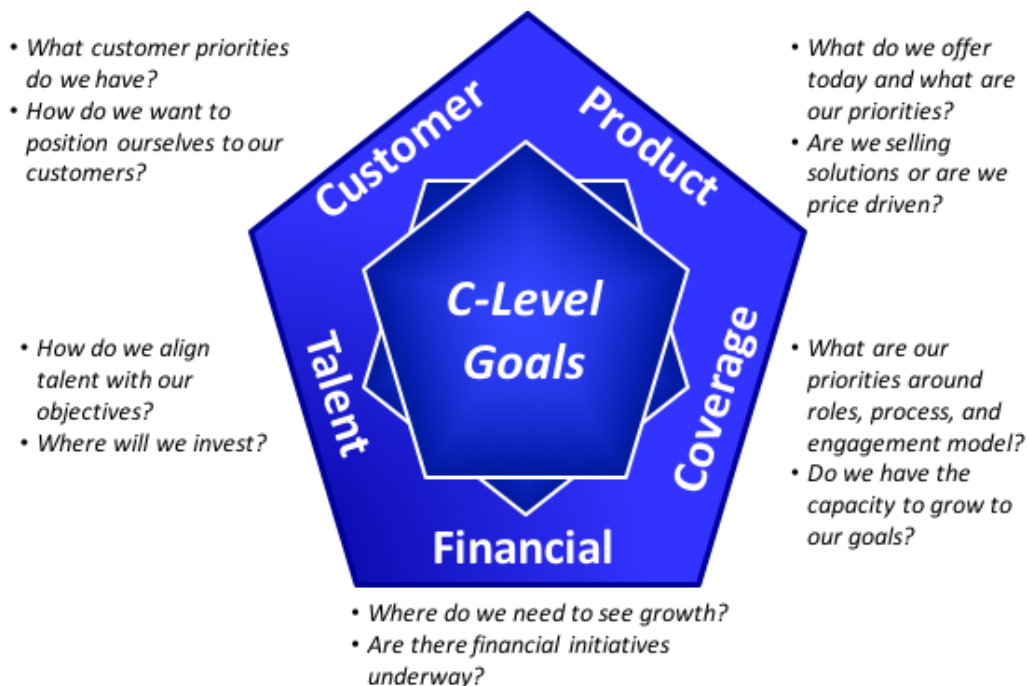 • What customer priorities
do we have?
• How do we want to
position ourselves to our
customers?
Customer
Product
• What do we offer
today and what are
our priorities?
• Are we selling
solutions or are we
price driven?
C-Level
Goals
• How do we align
talent with our
objectives?
• Where will we invest?
Talent
Coverage
• What are our
priorities around
roles, process, and
engagement model?
• Do we have the
capacity to grow to
our goals?
Financial
• Where do we need to see growth?
• Are there financial initiatives
underway?